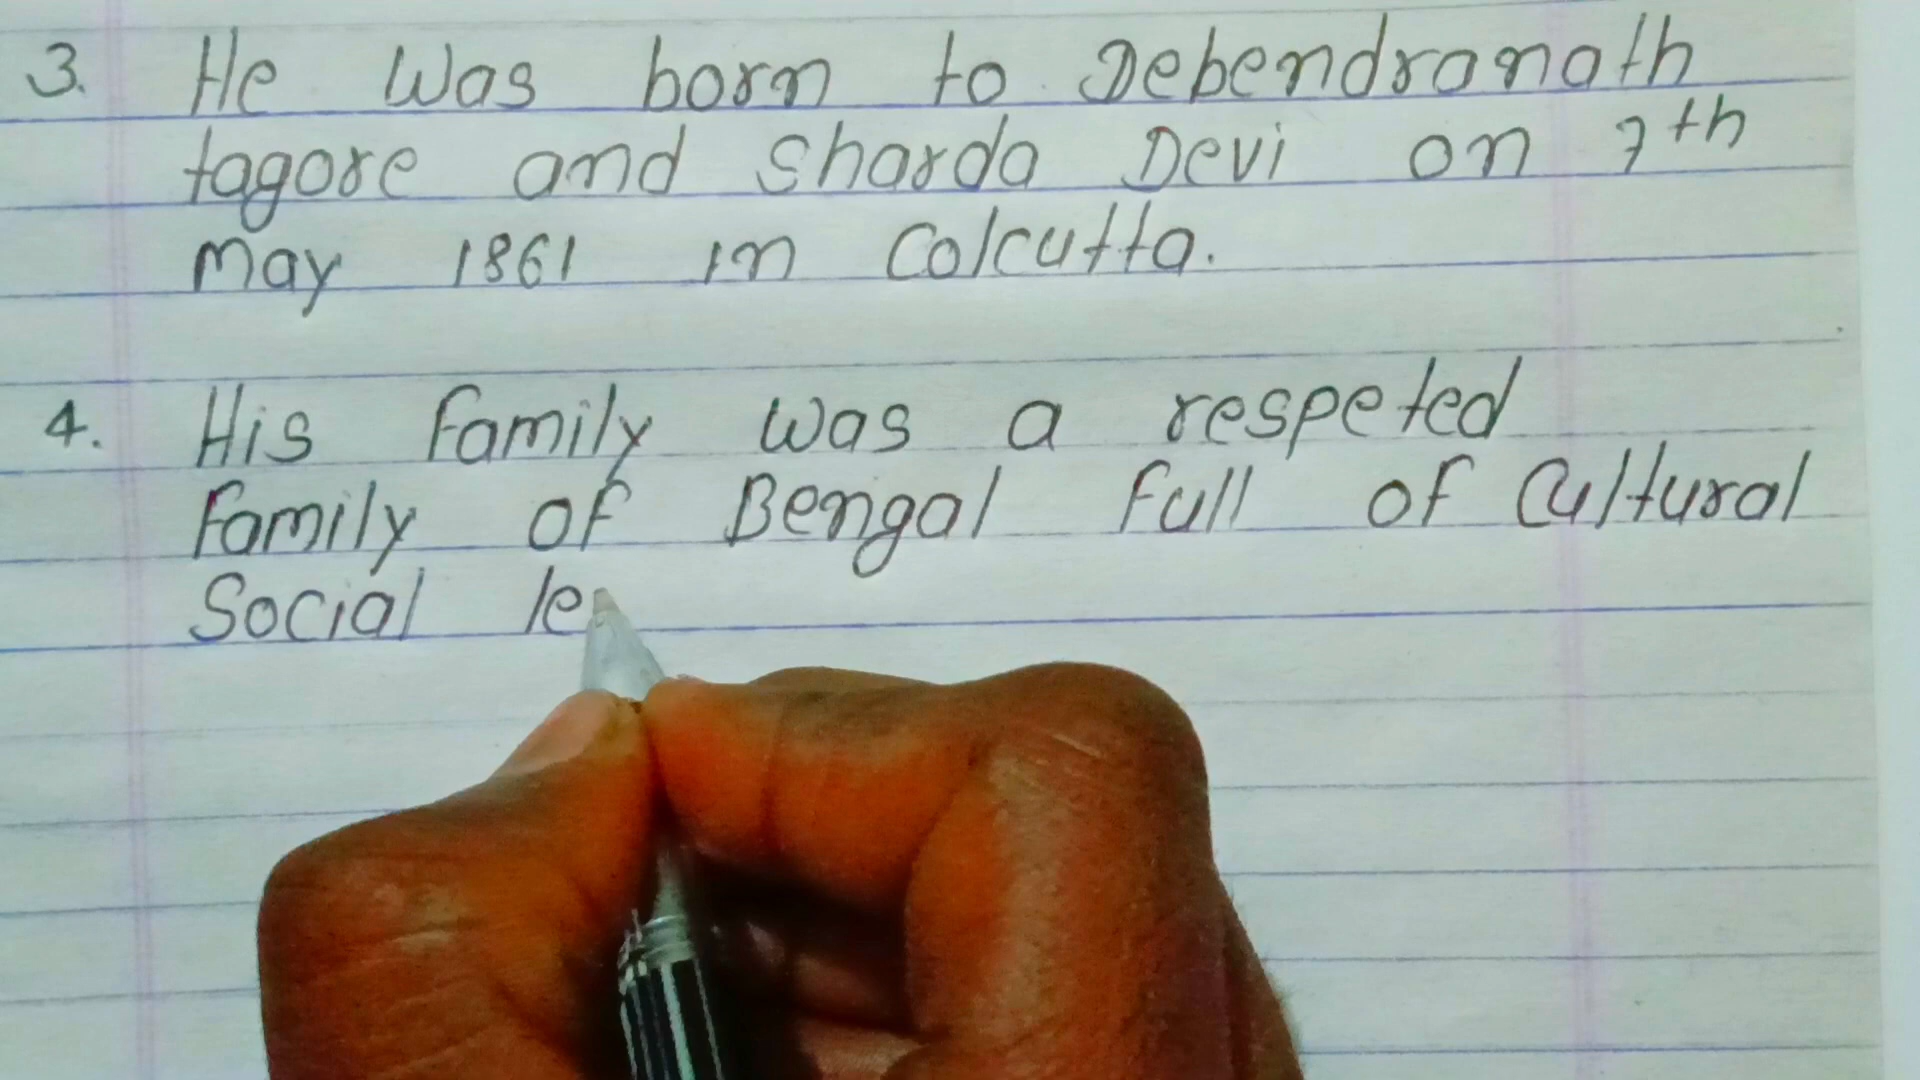 3. He was born to Debendranath
tagore and Sharda Devi on 7th
may 1861 in Colcutta.
4. His family was a respeted
family of Bengal full of Cultural
Social le